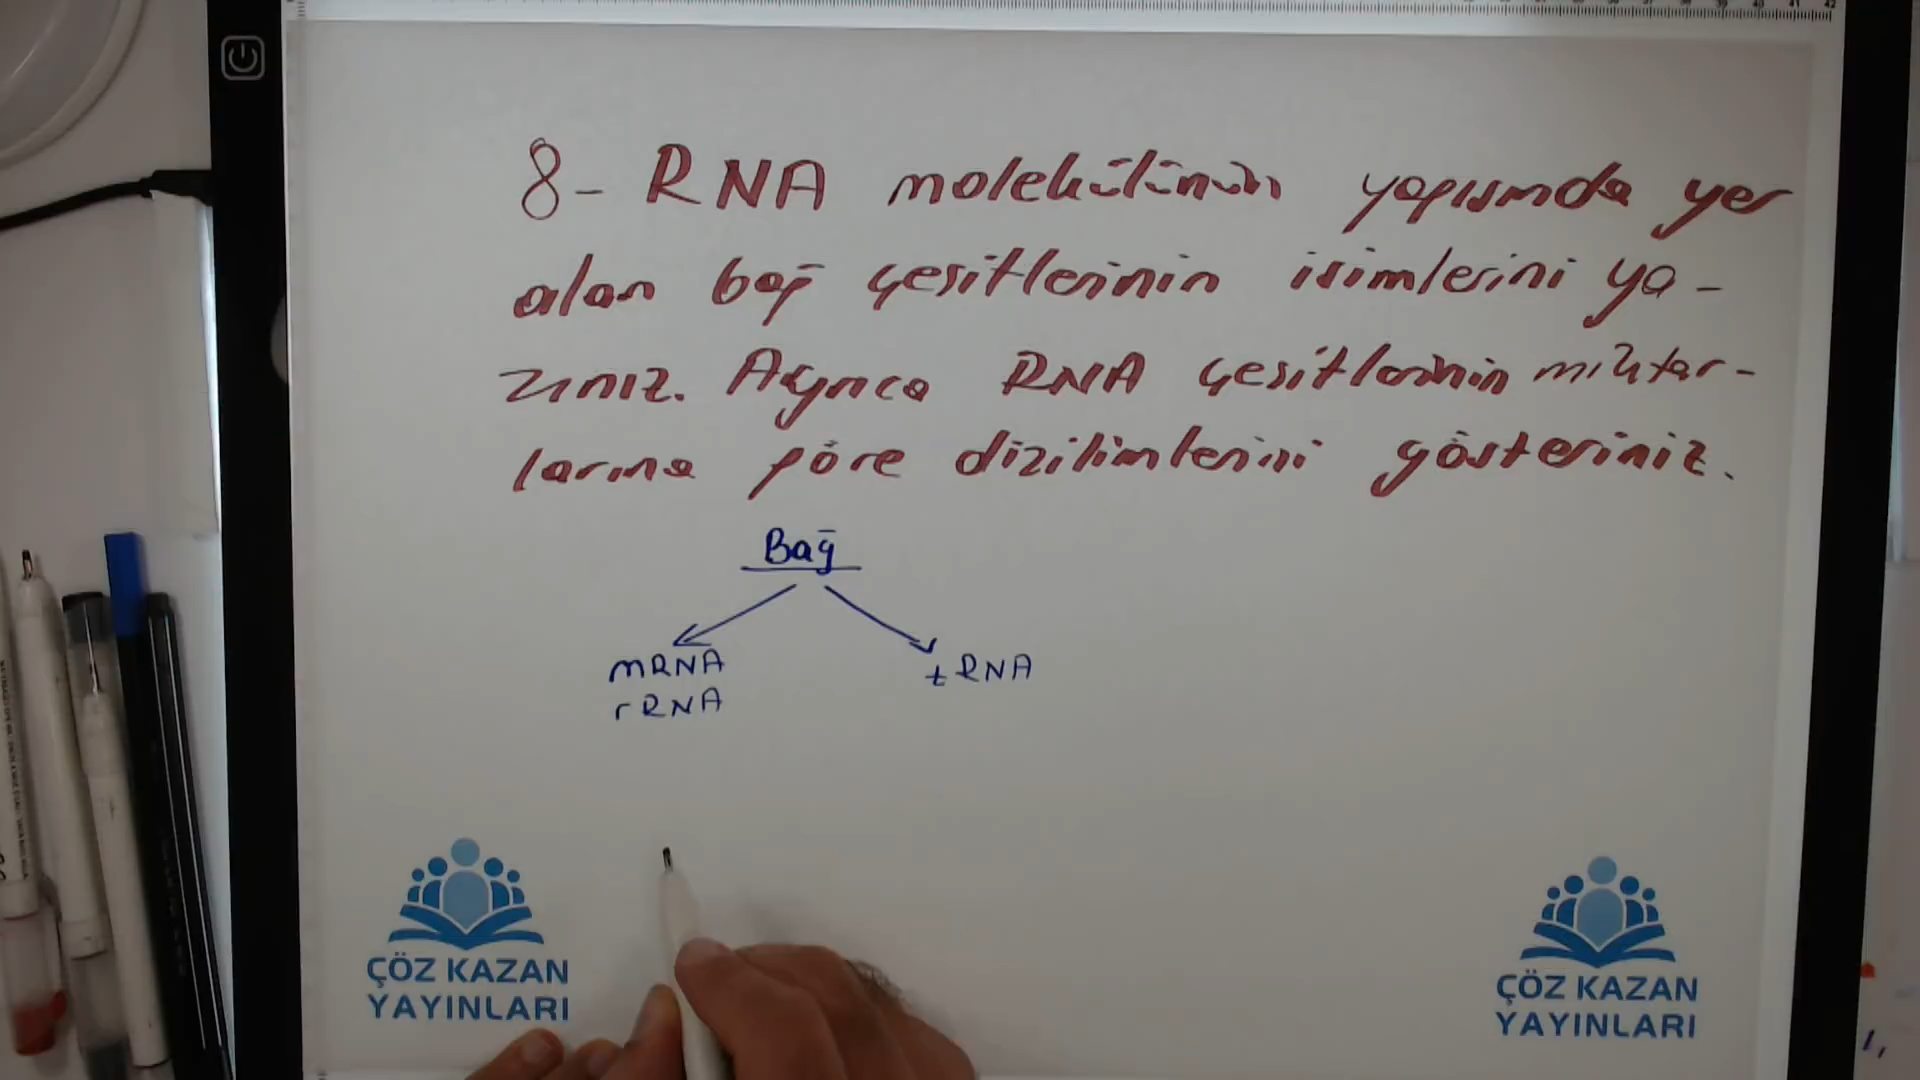 8- RNA molekülünün yapısında yer
alan bağ çeşitlerinin isimlerini ya-
zınız. Ayrıca RNA çeşitlerinin miktar-
larına göre dizilimlerini gösteriniz.
Bağ
mRNA
rRNA
tRNA
ÇÖZ KAZAN
YAYINLARI
ÇÖZ KAZAN
YAYINLARI